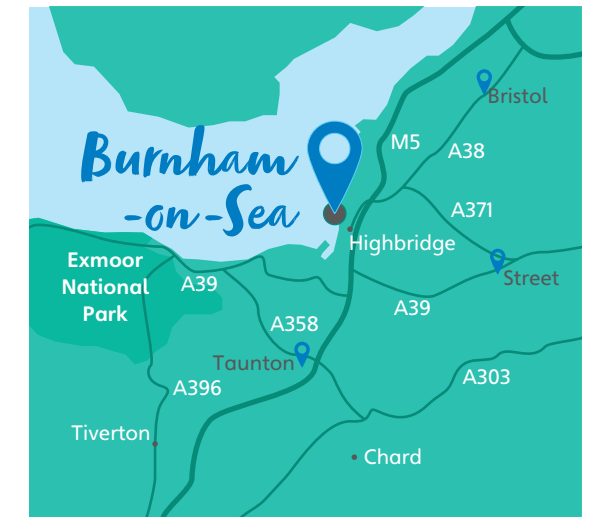 Bristol
M5
A38
Burnham
-on-Sea
A371
Highbridge
Exmoor
National
Park
A39
Street
A39
A358
Taunton
A303
A396
Tiverton
Chard